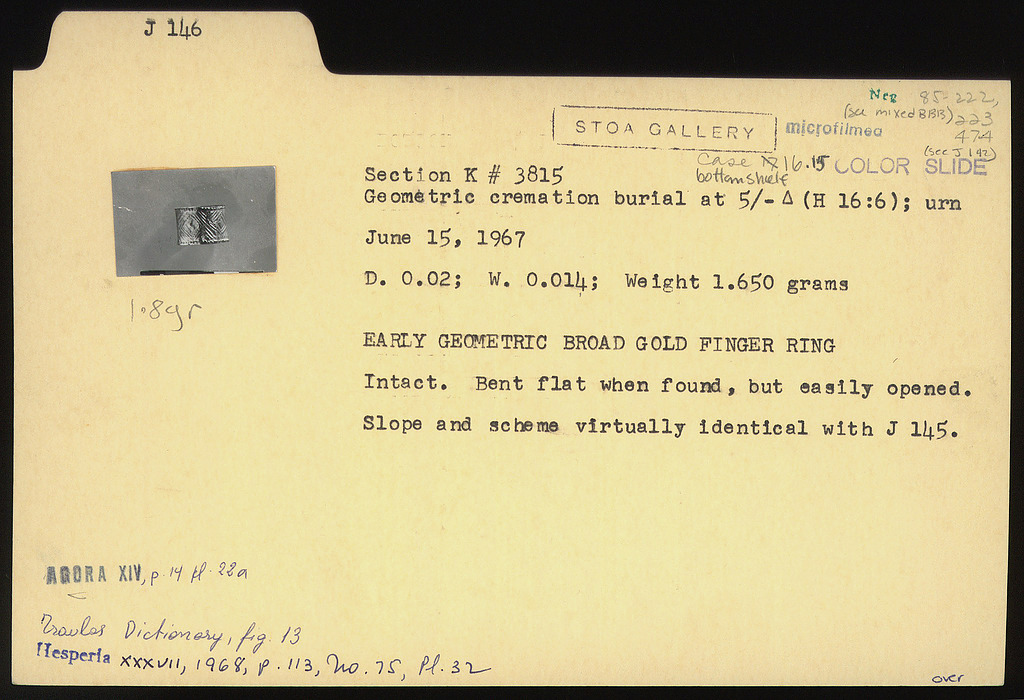 J 146
Neg 85-222,
(see mixed BBB) 223
474
(see J 142)
STOA GALLERY
microfilmed
Case 16.15
bottom shelf
COLOR SLIDE
Section K # 3815
Geometric cremation burial at 5/-Δ (H 16:6); urn
June 15, 1967
D. 0.02; W. 0.014; Weight 1.650 grams
1.8gr
EARLY GEOMETRIC BROAD GOLD FINGER RING
Intact. Bent flat when found, but easily opened.
Slope and scheme virtually identical with J 145.
AGORA XIV, p. 14 pl. 22a
Travlos Dictionary, fig. 13
Hesperia XXXVII, 1968, p. 113, No. 75, Pl. 32
over